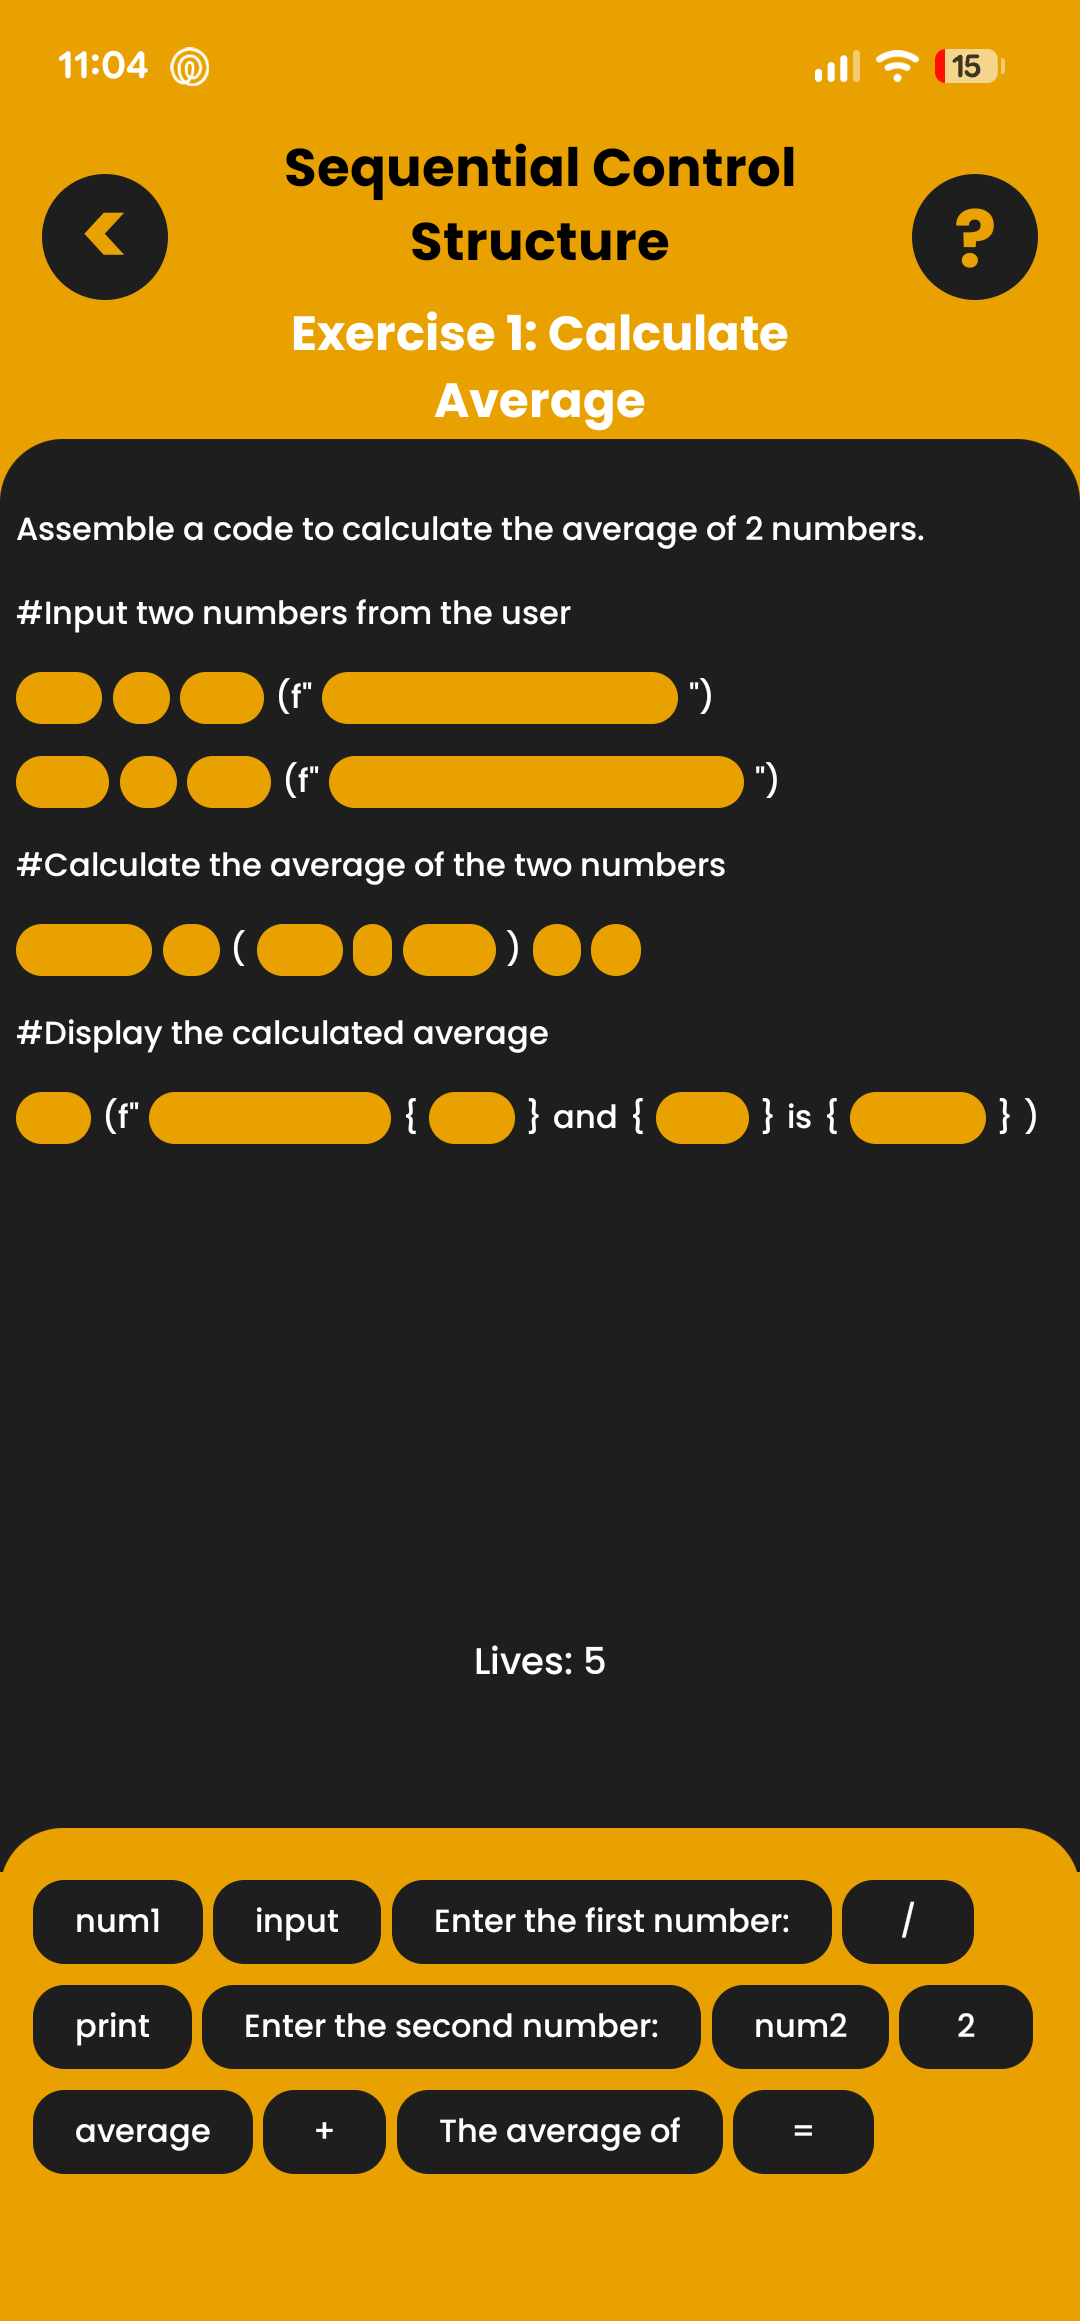 11:04
15
Sequential Control
Structure
Exercise 1: Calculate
Average
?
Assemble a code to calculate the average of 2 numbers.
#Input two numbers from the user
(f" ")
(f" ")
#Calculate the average of the two numbers
( )
#Display the calculated average
(f" { } and { } is { } )
Lives: 5
num1 input Enter the first number: /
print Enter the second number: num2 2
average + The average of =